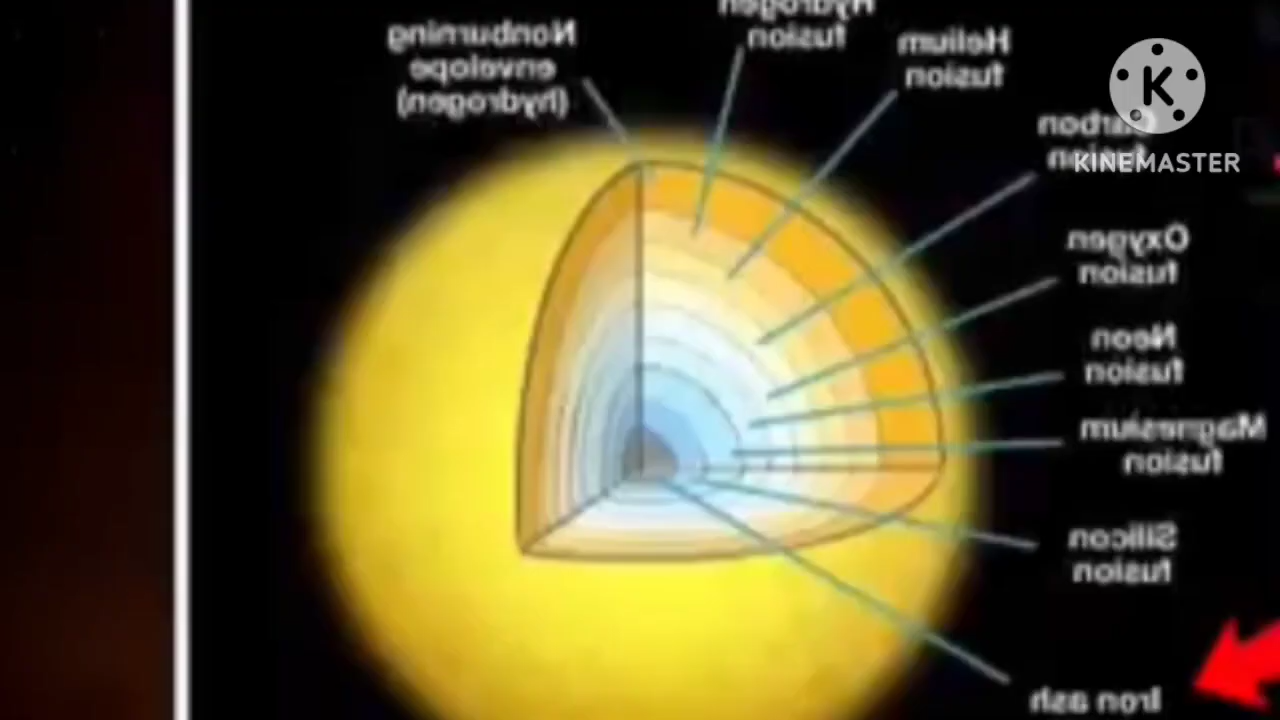 Nonburning
envelope
(hydrogen)
Hydrogen
fusion
Helium
fusion
Carbon
fusion
K
KINEMASTER
Oxygen
fusion
Neon
fusion
Magnesium
fusion
Silicon
fusion
Iron ash